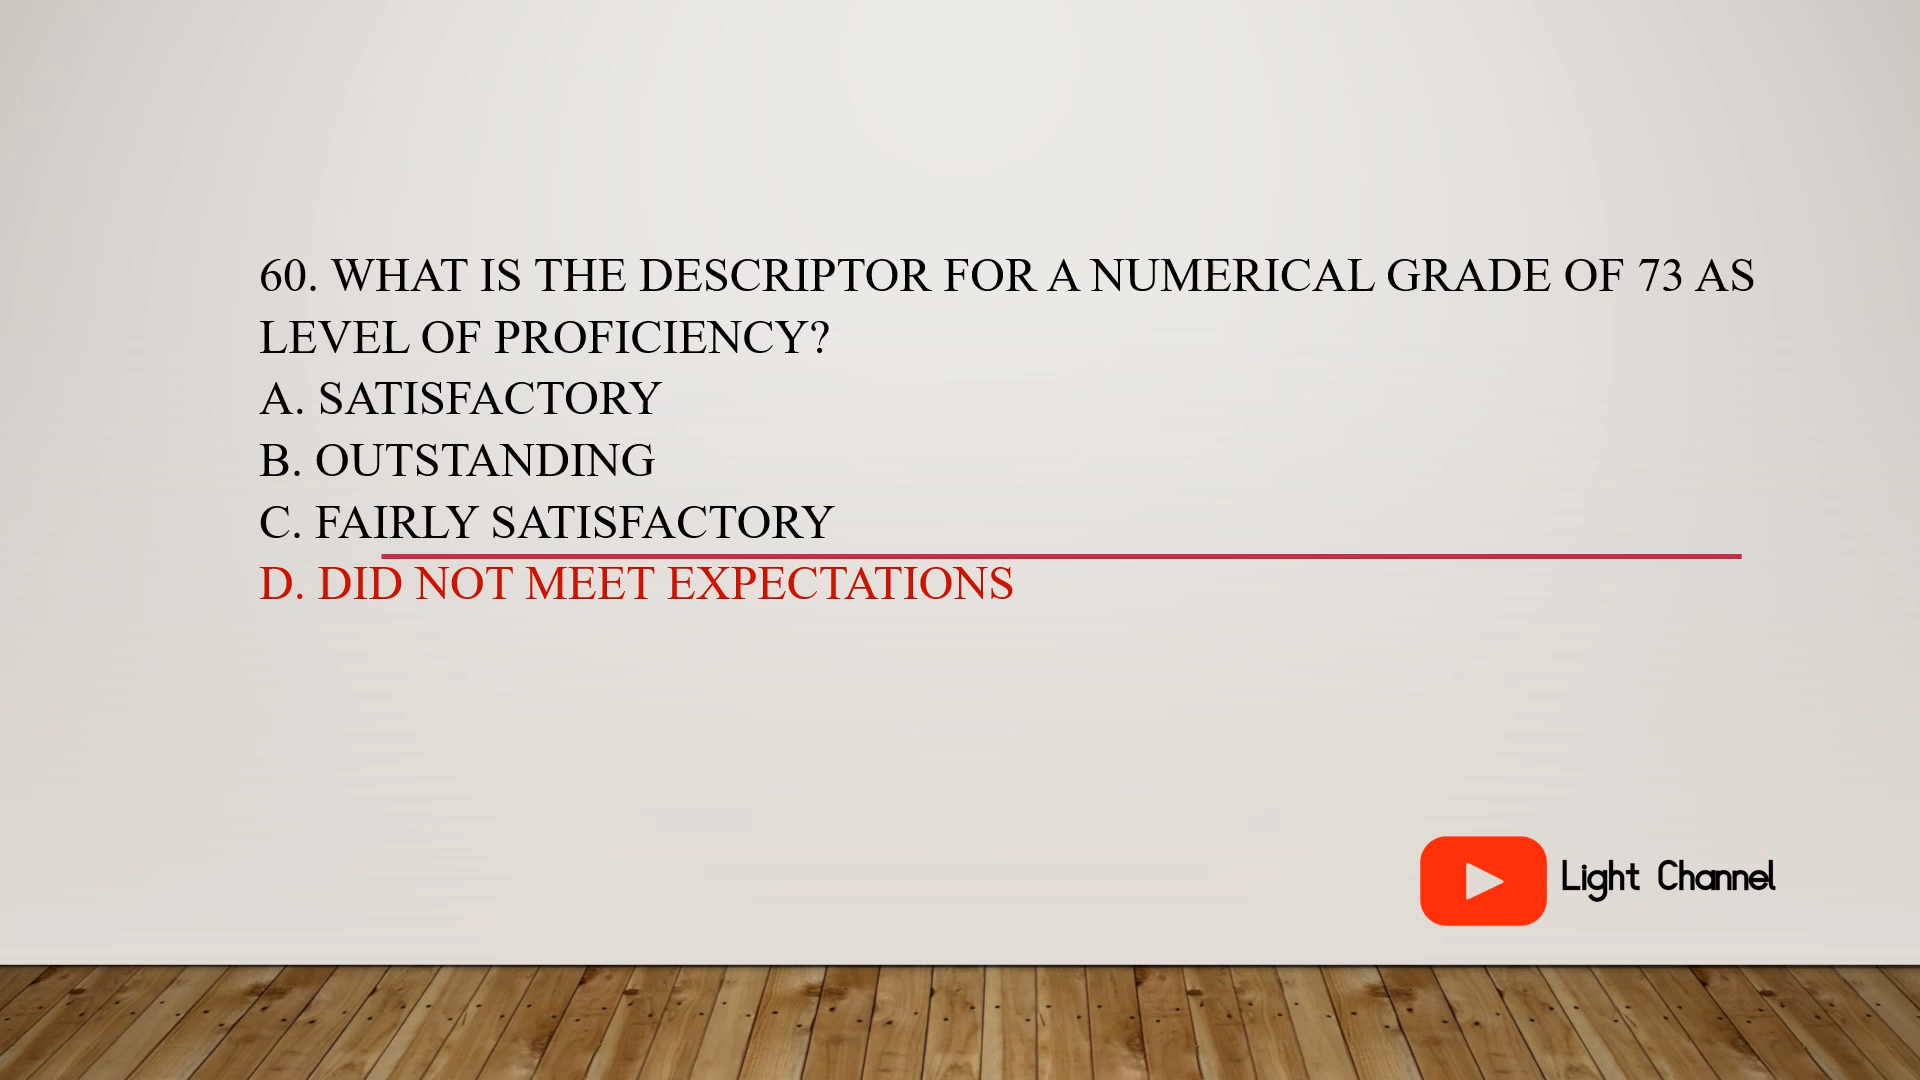 60. WHAT IS THE DESCRIPTOR FOR A NUMERICAL GRADE OF 73 AS
LEVEL OF PROFICIENCY?
A. SATISFACTORY
B. OUTSTANDING
C. FAIRLY SATISFACTORY
D. DID NOT MEET EXPECTATIONS
Light Channel